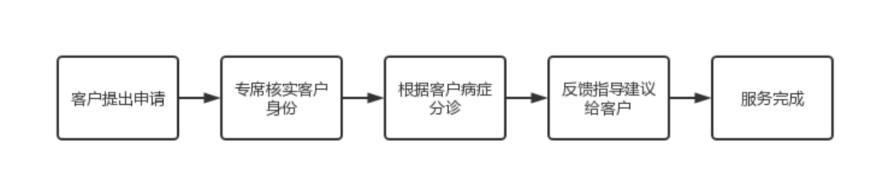 客户提出申请
专席核实客户
身份
根据客户病症
分诊
反馈指导建议
给客户
服务完成